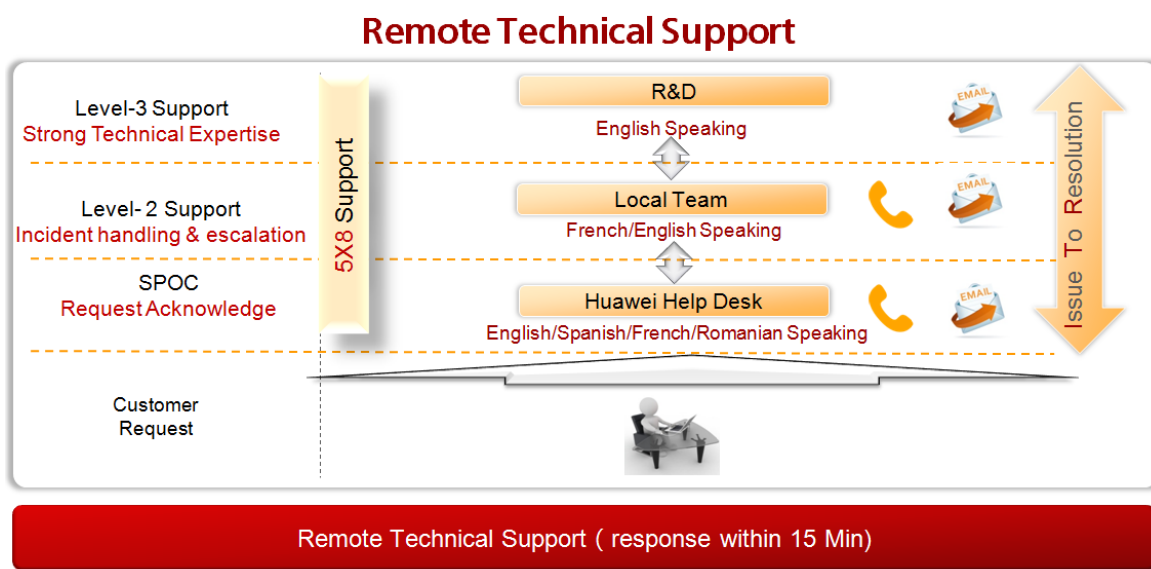 Remote Technical Support
Level-3 Support
Strong Technical Expertise
5X8 Support
R&D
English Speaking
EMAIL
Level- 2 Support
Incident handling & escalation
Local Team
French/English Speaking
EMAIL
SPOC
Request Acknowledge
Huawei Help Desk
English/Spanish/French/Romanian Speaking
EMAIL
Issue To Resolution
Customer
Request
Remote Technical Support ( response within 15 Min)